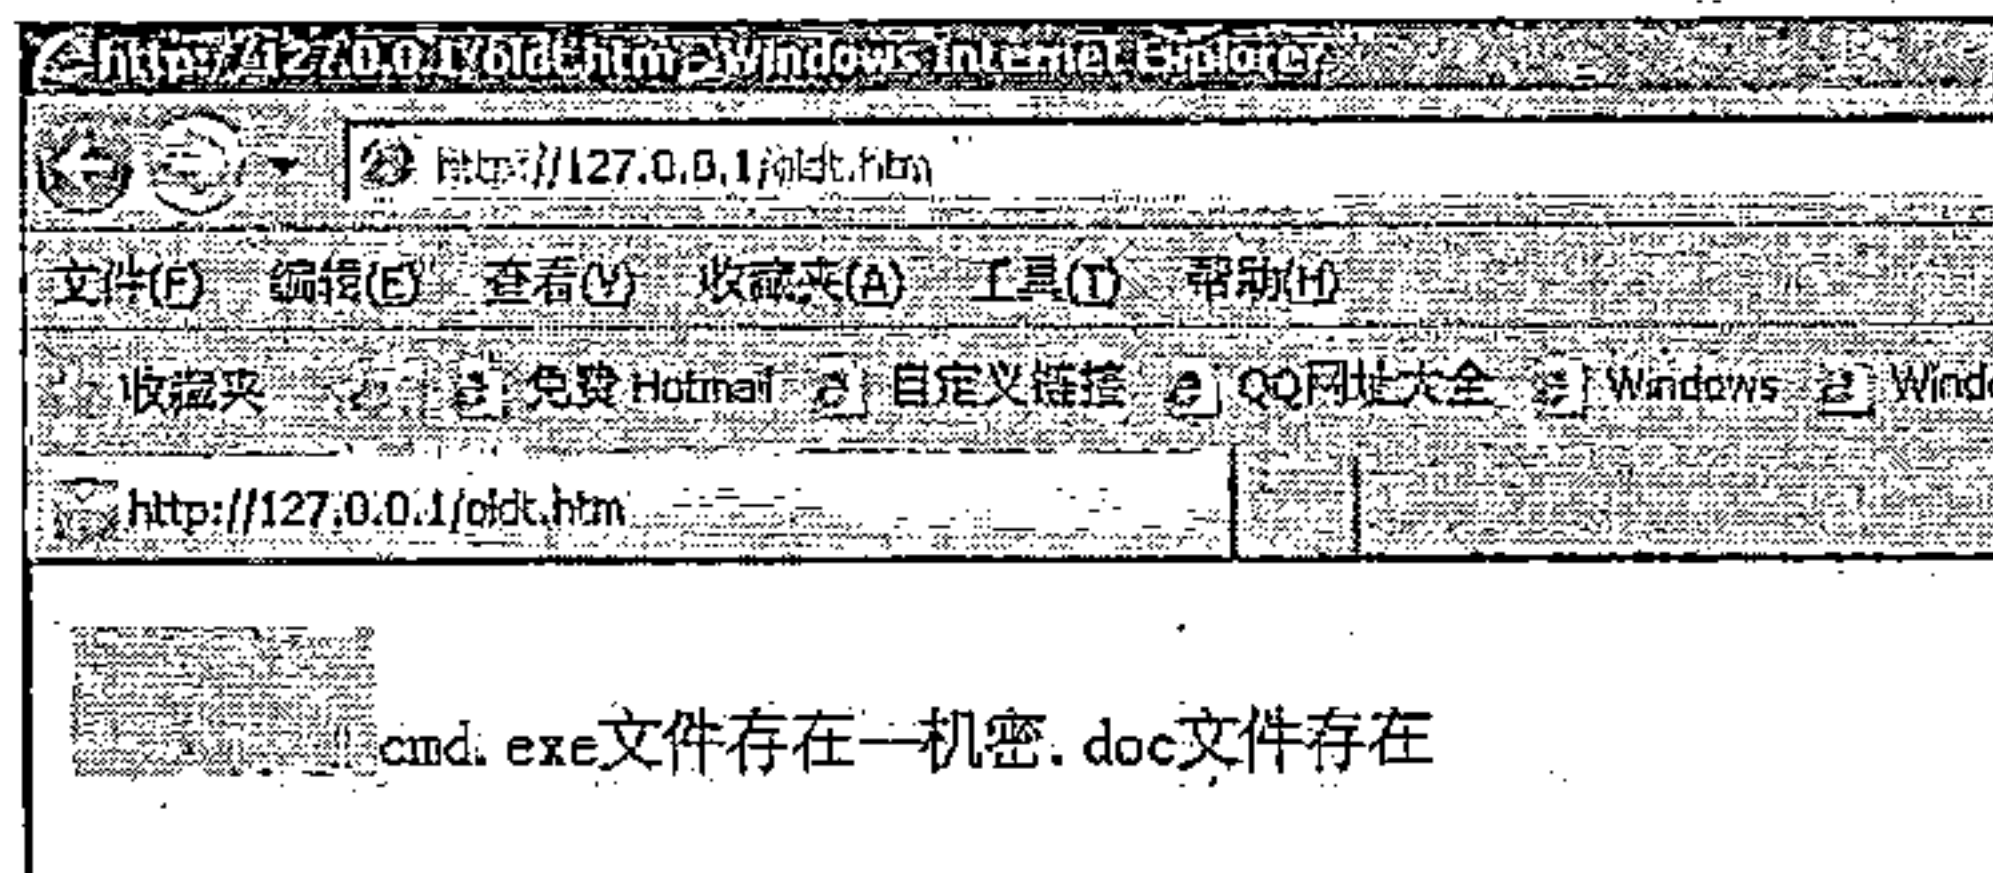 http://127.0.0.1/oldt.htm - Windows Internet Explorer
http://127.0.0.1/oldt.htm
文件(F) 编辑(E) 查看(V) 收藏夹(A) 工具(T) 帮助(H)
收藏夹 免费 Hotmail 自定义链接 QQ网址大全 Windows Windo
http://127.0.0.1/oldt.htm
cmd.exe文件存在—机密.doc文件存在